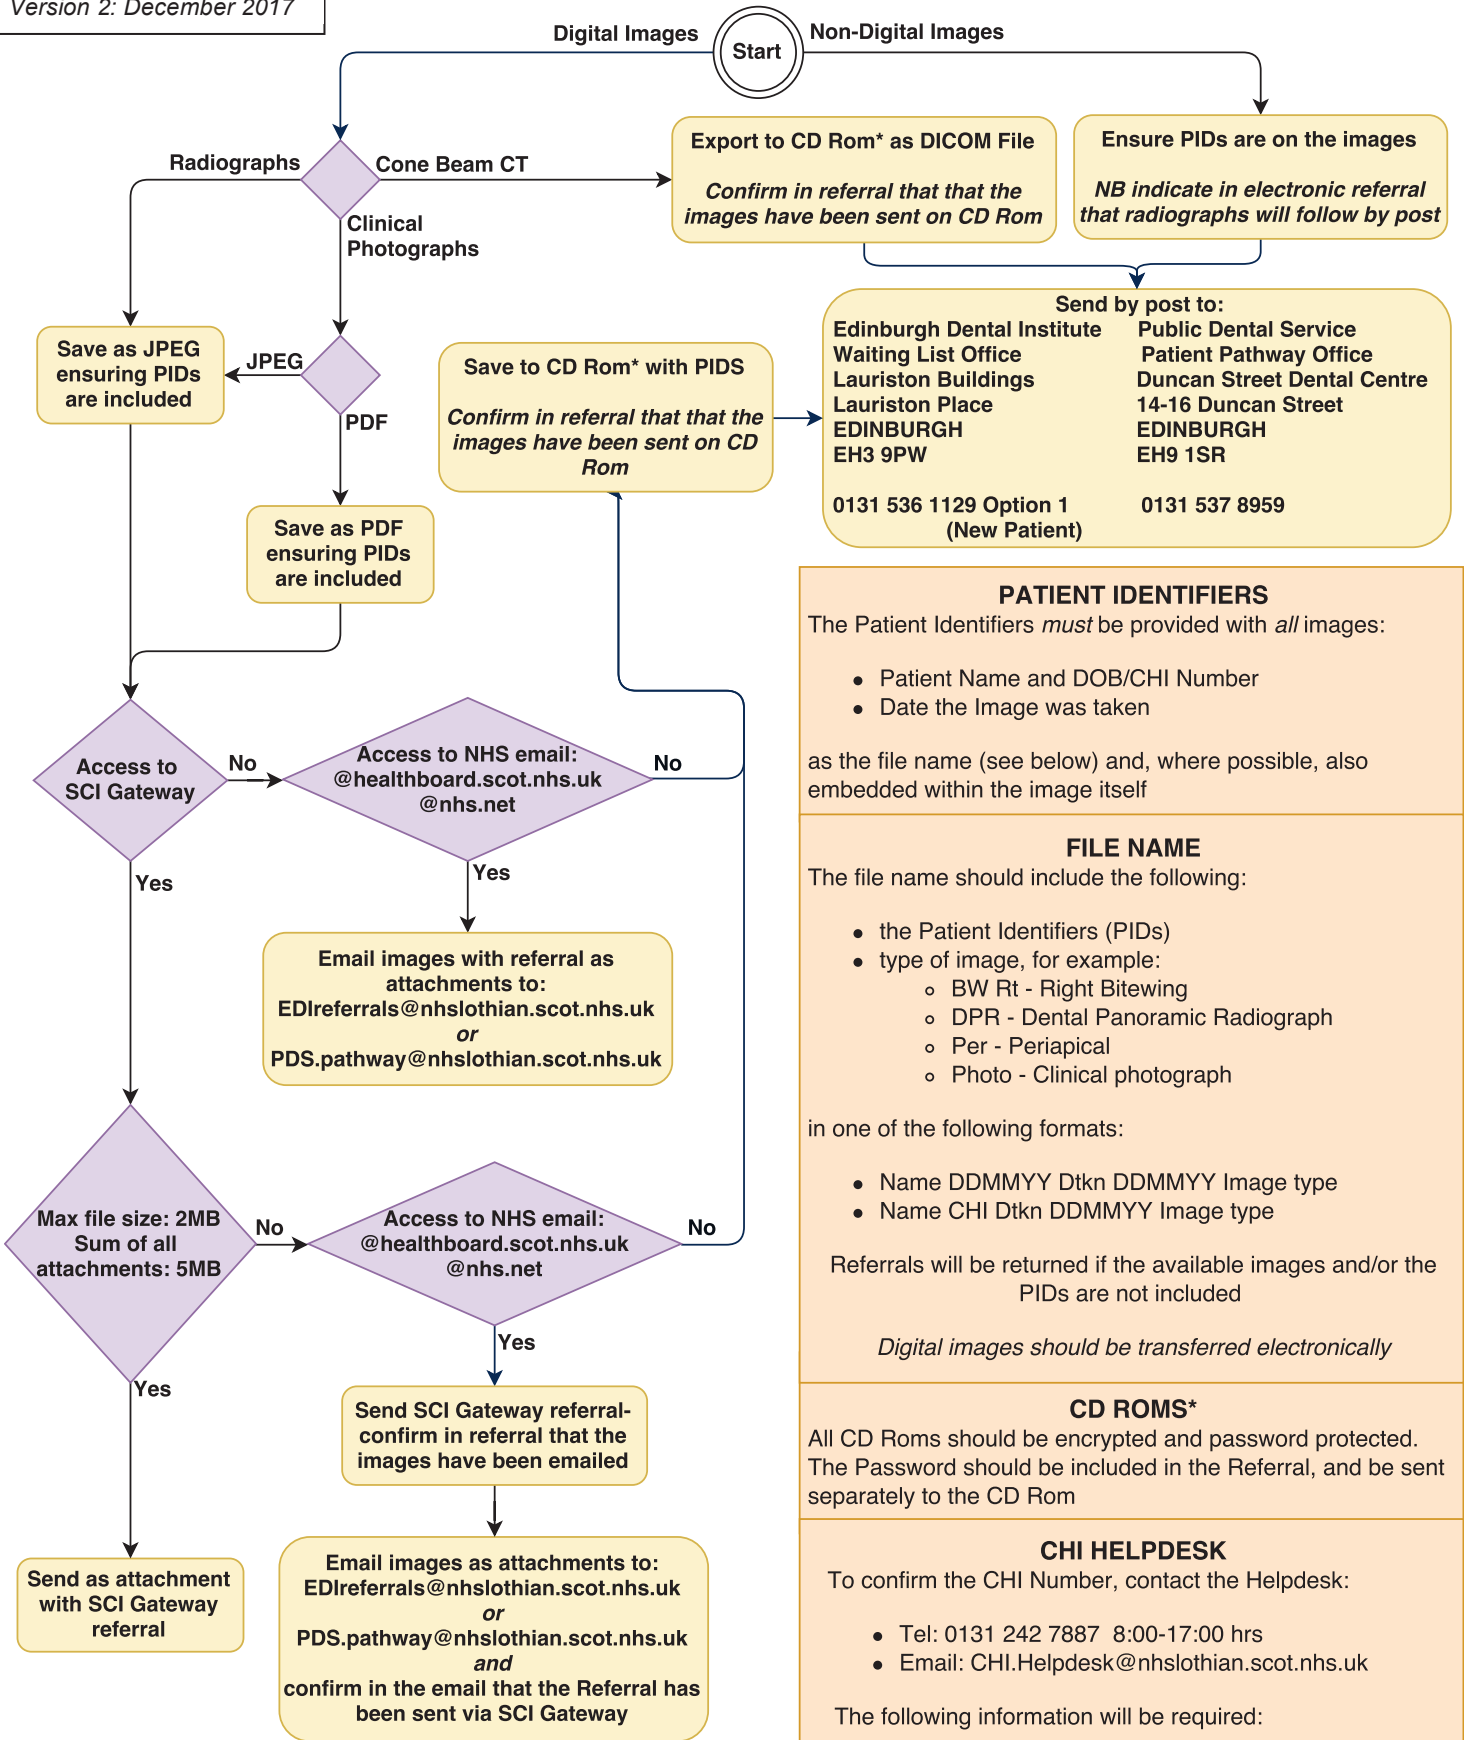 Version 2: December 2017
Digital Images
Start
Non-Digital Images
Radiographs
Cone Beam CT
Clinical
Photographs
Export to CD Rom* as DICOM File
Confirm in referral that that the
images have been sent on CD Rom
Ensure PIDs are on the images
NB indicate in electronic referral
that radiographs will follow by post
Send by post to:
Edinburgh Dental Institute
Waiting List Office
Lauriston Buildings
Lauriston Place
EDINBURGH
EH3 9PW
0131 536 1129 Option 1
(New Patient)
Public Dental Service
Patient Pathway Office
Duncan Street Dental Centre
14-16 Duncan Street
EDINBURGH
EH9 1SR
0131 537 8959
Save as JPEG
ensuring PIDs
are included
JPEG
PDF
Save to CD Rom* with PIDS
Confirm in referral that that the
images have been sent on CD
Rom
Save as PDF
ensuring PIDs
are included
Access to
SCI Gateway
No
Access to NHS email:
@healthboard.scot.nhs.uk
@nhs.net
No
Yes
Yes
Email images with referral as
attachments to:
EDIreferrals@nhslothian.scot.nhs.uk
or
PDS.pathway@nhslothian.scot.nhs.uk
Max file size: 2MB
Sum of all
attachments: 5MB
No
Access to NHS email:
@healthboard.scot.nhs.uk
@nhs.net
No
Yes
Yes
Send SCI Gateway referral-
confirm in referral that the
images have been emailed
Send as attachment
with SCI Gateway
referral
Email images as attachments to:
EDIreferrals@nhslothian.scot.nhs.uk
or
PDS.pathway@nhslothian.scot.nhs.uk
and
confirm in the email that the Referral has
been sent via SCI Gateway
PATIENT IDENTIFIERS
The Patient Identifiers must be provided with all images:
• Patient Name and DOB/CHI Number
• Date the Image was taken
as the file name (see below) and, where possible, also
embedded within the image itself
FILE NAME
The file name should include the following:
• the Patient Identifiers (PIDs)
• type of image, for example:
◦ BW Rt - Right Bitewing
◦ DPR - Dental Panoramic Radiograph
◦ Per - Periapical
◦ Photo - Clinical photograph
in one of the following formats:
• Name DDMMYY Dtkn DDMMYY Image type
• Name CHI Dtkn DDMMYY Image type
Referrals will be returned if the available images and/or the
PIDs are not included
Digital images should be transferred electronically
CD ROMS*
All CD Roms should be encrypted and password protected.
The Password should be included in the Referral, and be sent
separately to the CD Rom
CHI HELPDESK
To confirm the CHI Number, contact the Helpdesk:
• Tel: 0131 242 7887 8:00-17:00 hrs
• Email: CHI.Helpdesk@nhslothian.scot.nhs.uk
The following information will be required: